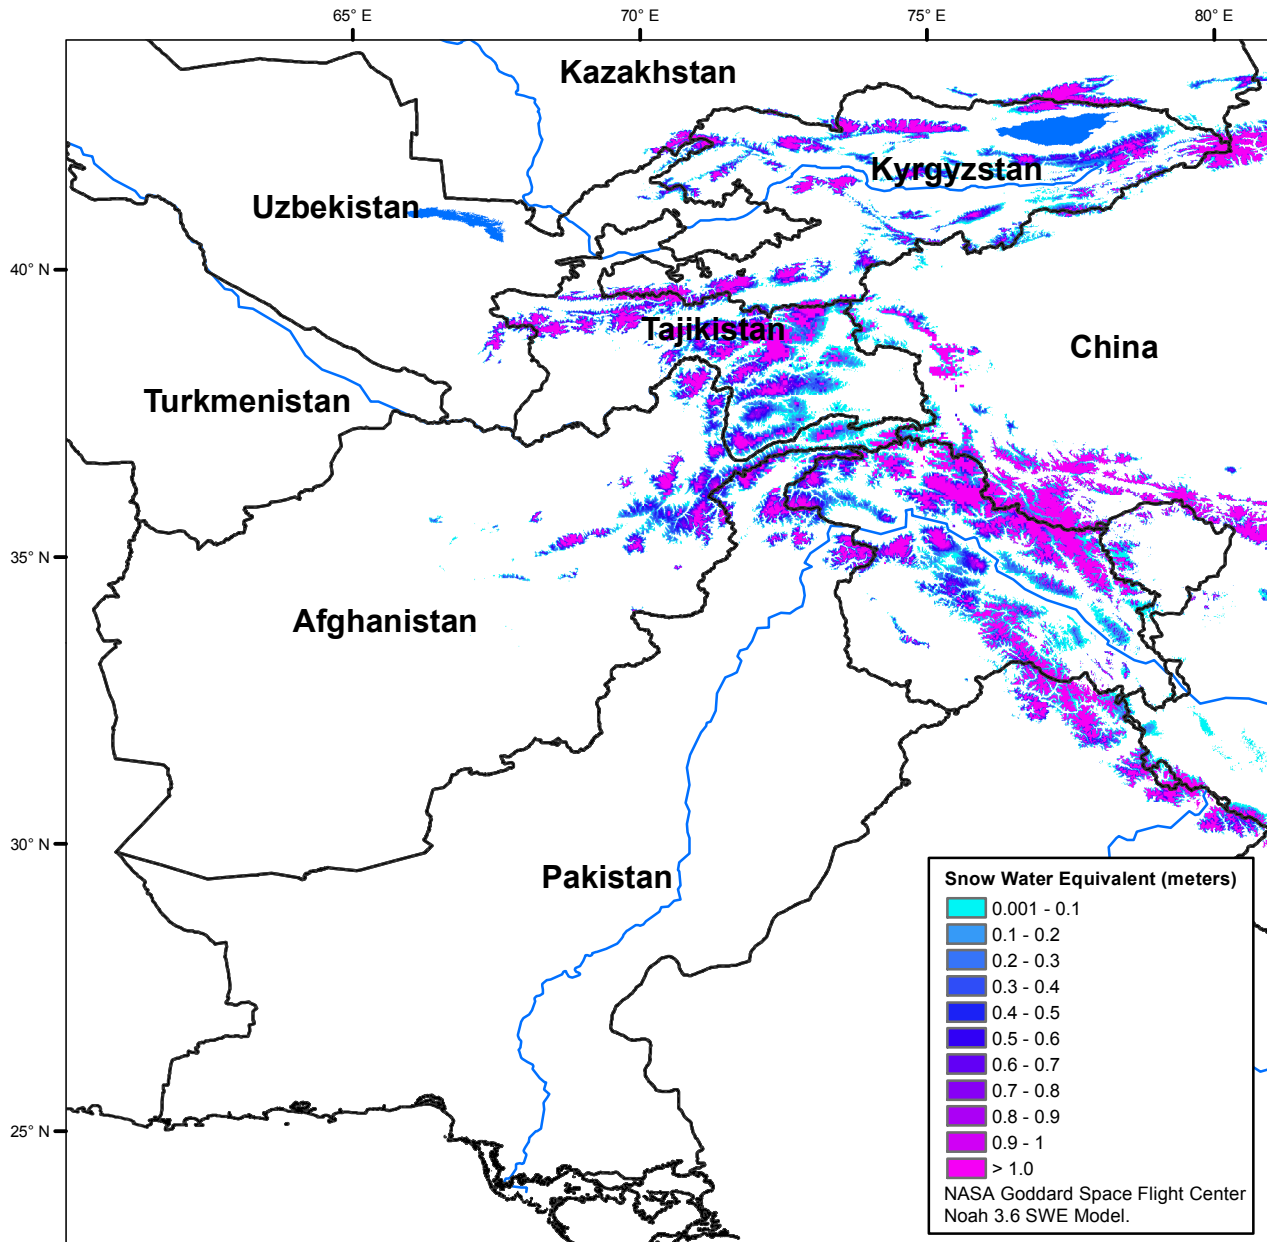 65° E
70° E
75° E
80° E
Kazakhstan
Kyrgyzstan
Uzbekistan
40° N
Tajikistan
China
Turkmenistan
35° N
Afghanistan
30° N
Pakistan
25° N
Snow Water Equivalent (meters)
0.001 - 0.1
0.1 - 0.2
0.2 - 0.3
0.3 - 0.4
0.4 - 0.5
0.5 - 0.6
0.6 - 0.7
0.7 - 0.8
0.8 - 0.9
0.9 - 1
> 1.0
NASA Goddard Space Flight Center
Noah 3.6 SWE Model.